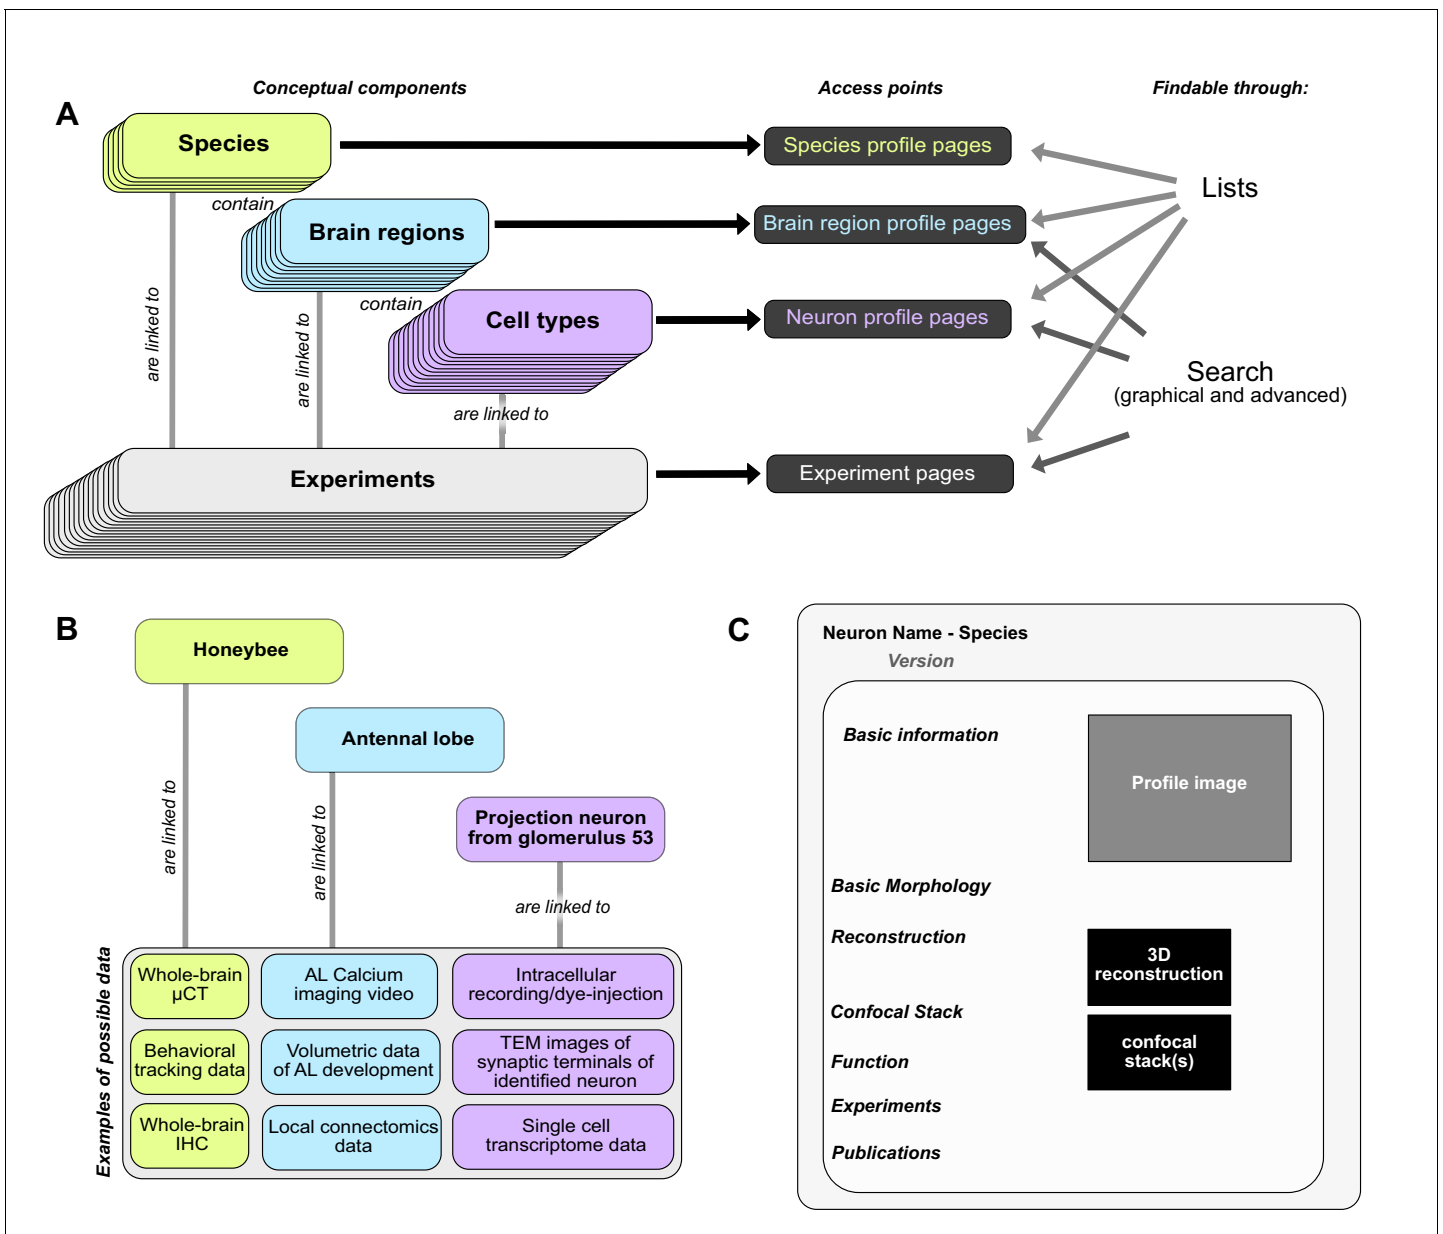 Conceptual components
Access points
Findable through:
A
Species
Species profile pages
Lists
contain
Brain regions
Brain region profile pages
contain
Cell types
Neuron profile pages
are linked to
are linked to
are linked to
Search
(graphical and advanced)
Experiments
Experiment pages
B
Honeybee
Antennal lobe
Projection neuron
from glomerulus 53
are linked to
are linked to
are linked to
Examples of possible data
Whole-brain
µCT
AL Calcium
imaging video
Intracellular
recording/dye-injection
Behavioral
tracking data
Volumetric data
of AL development
TEM images of
synaptic terminals of
identified neuron
Whole-brain
IHC
Local connectomics
data
Single cell
transcriptome data
C
Neuron Name - Species
Version
Basic information
Profile image
Basic Morphology
Reconstruction
3D
reconstruction
Confocal Stack
confocal
stack(s)
Function
Experiments
Publications